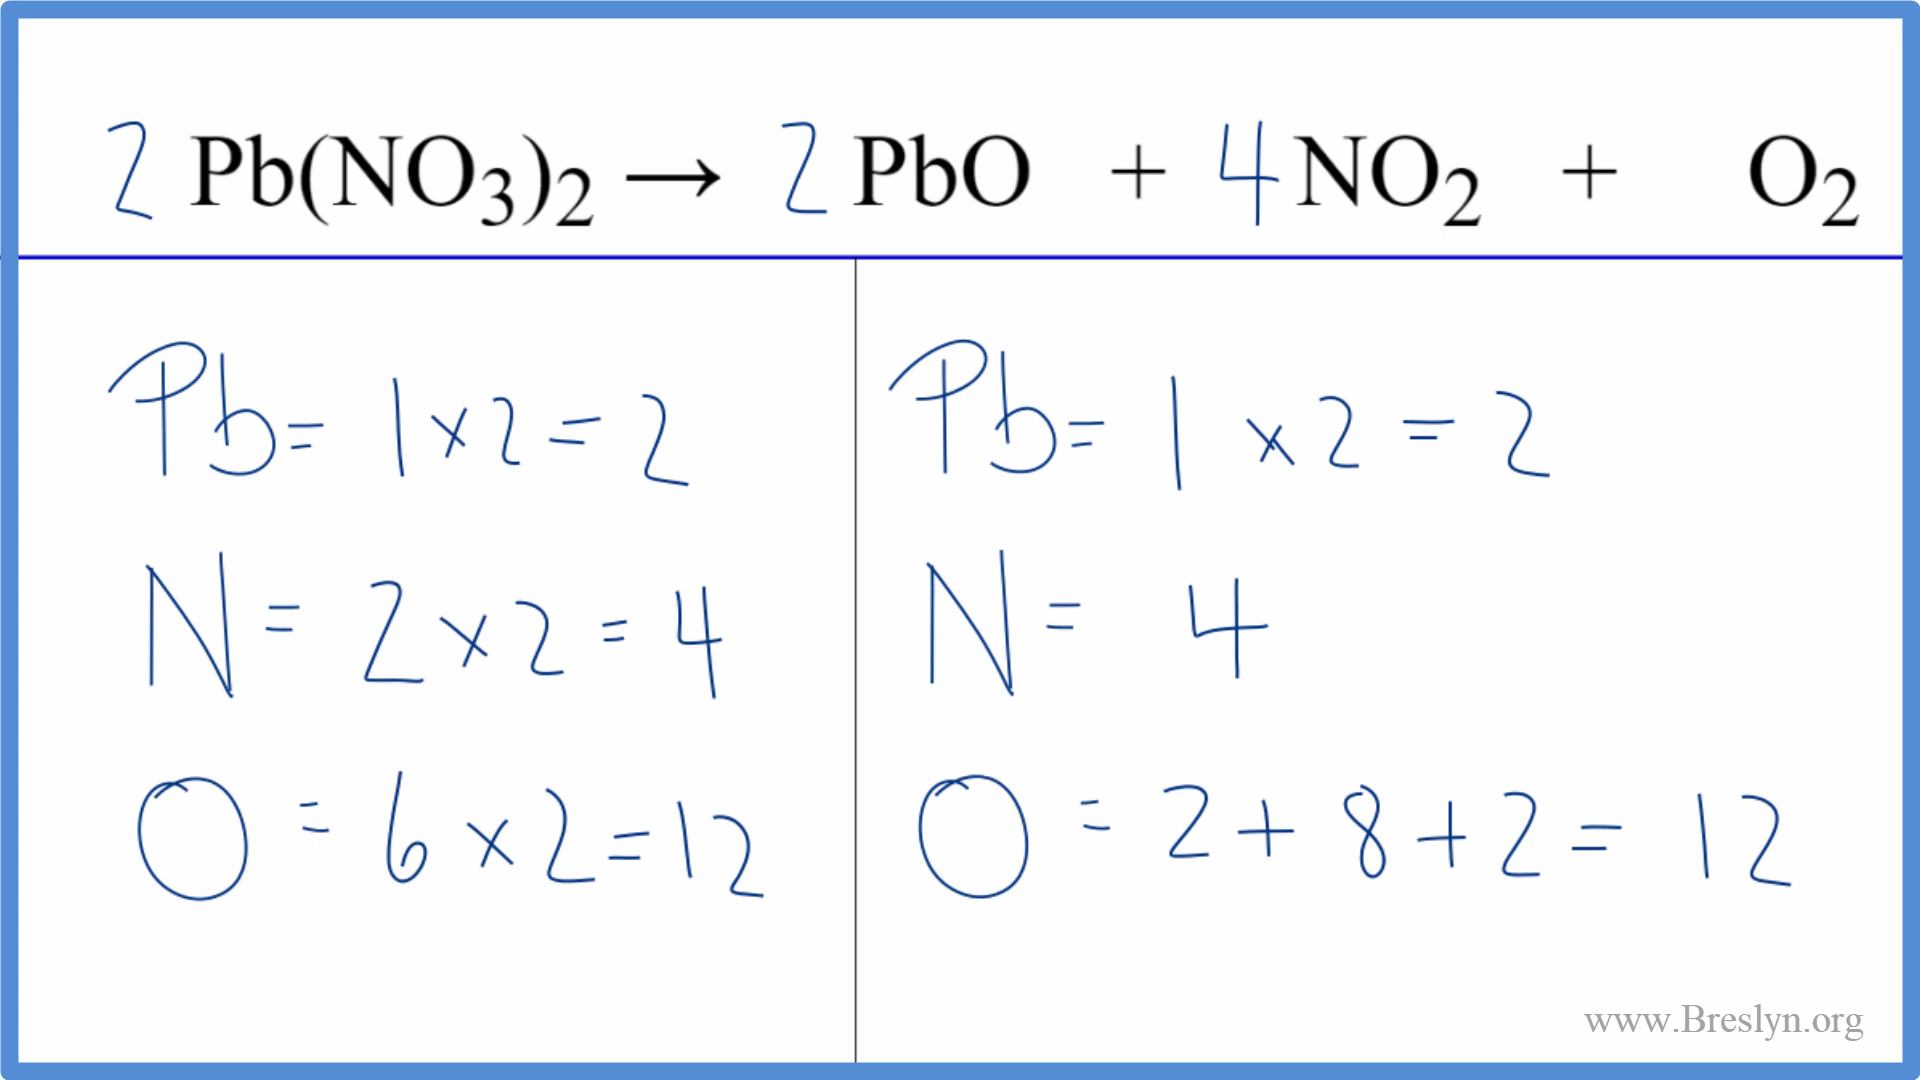 2 Pb(NO₃)₂ → 2 PbO + 4 NO₂ + O₂
Pb = 1 x 2 = 2
N = 2 x 2 = 4
O = 6 x 2 = 12
Pb = 1 x 2 = 2
N = 4
O = 2 + 8 + 2 = 12
www.Breslyn.org